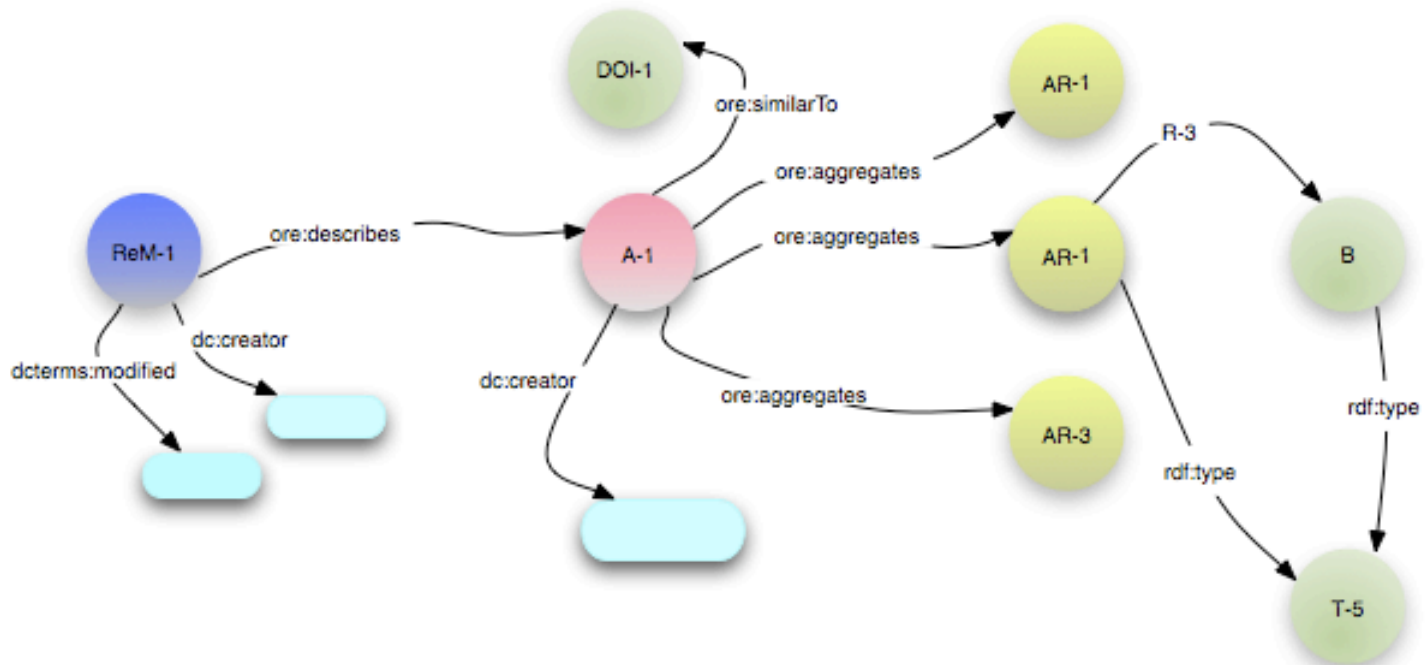 DOI-1
AR-1
ore:similarTo
R-3
ore:aggregates
ReM-1
ore:describes
A-1
ore:aggregates
AR-1
B
dc:creator
dcterms:modified
dc:creator
ore:aggregates
rdf:type
AR-3
rdf:type
T-5